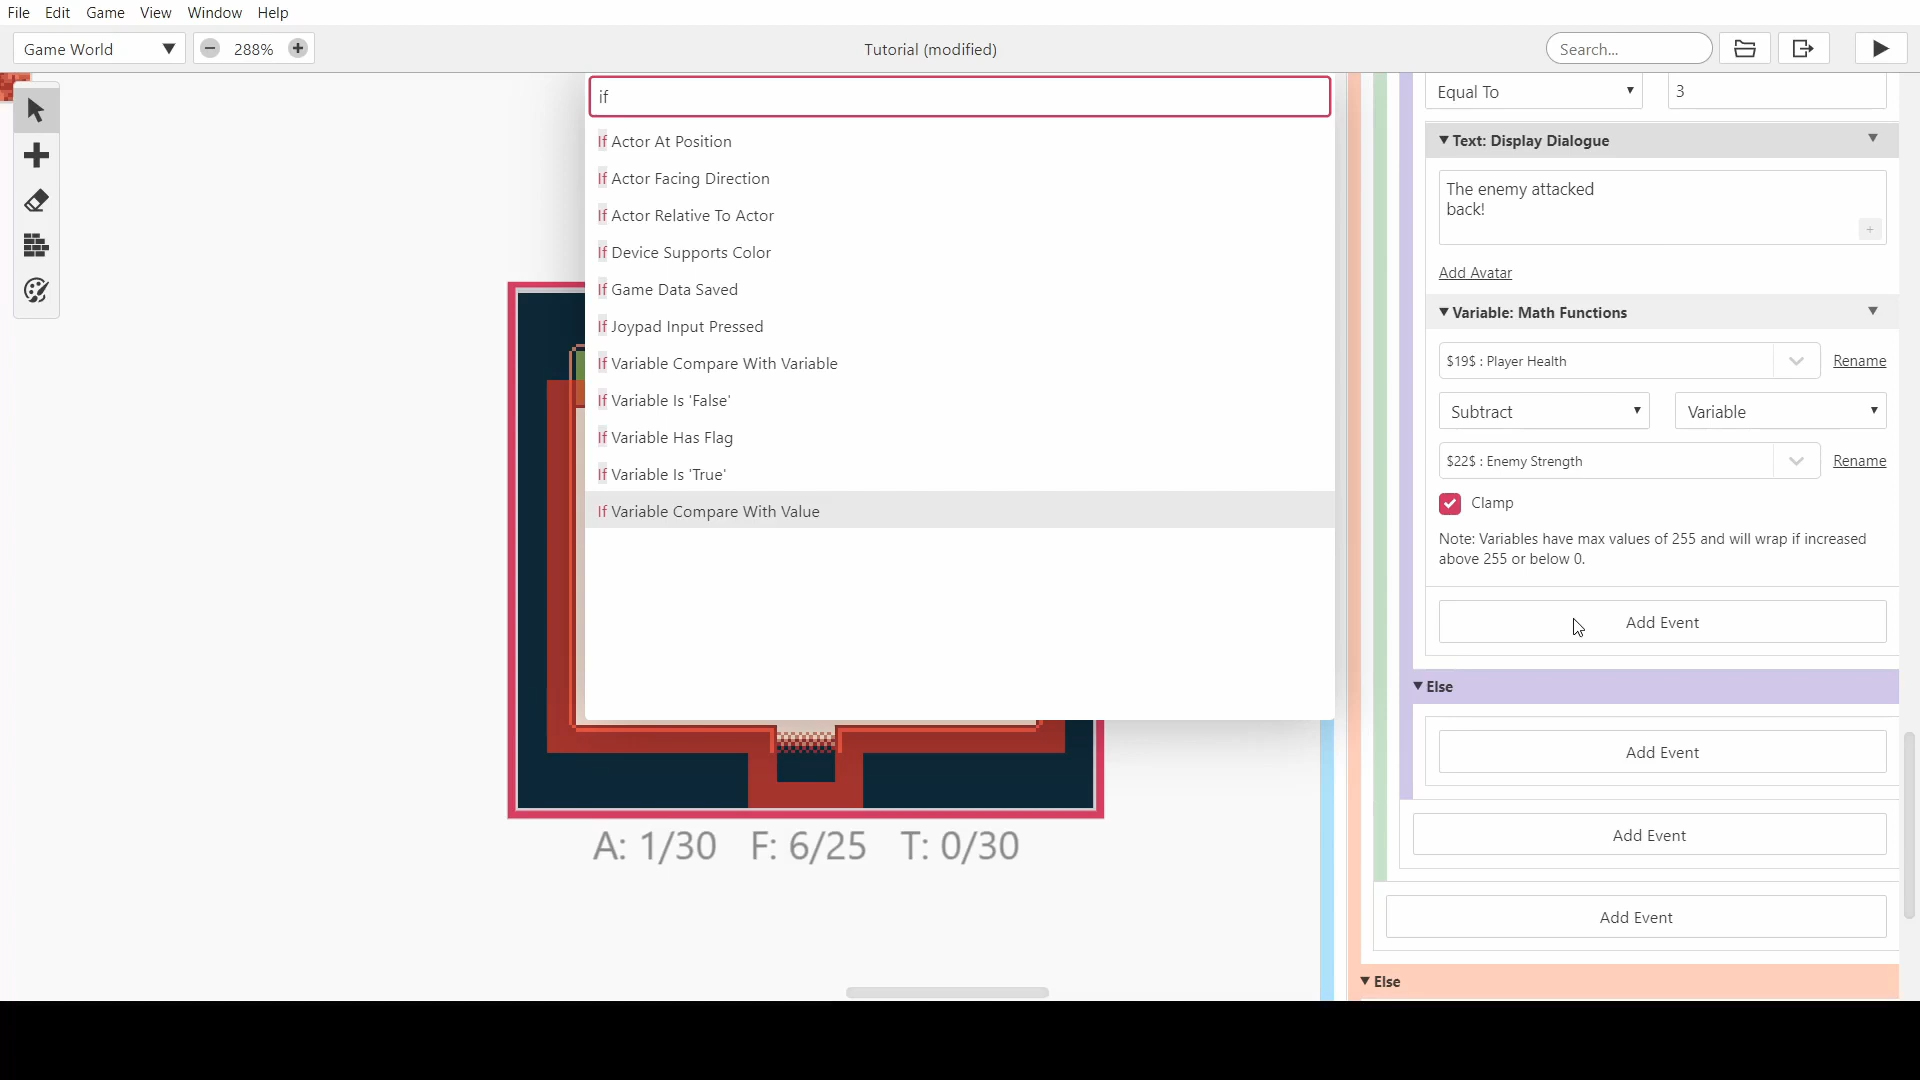 File Edit Game View Window Help
Game World 288% Tutorial (modified) Search...
if
If Actor At Position
If Actor Facing Direction
If Actor Relative To Actor
If Device Supports Color
If Game Data Saved
If Joypad Input Pressed
If Variable Compare With Variable
If Variable Is 'False'
If Variable Has Flag
If Variable Is 'True'
If Variable Compare With Value
A: 1/30 F: 6/25 T: 0/30
Equal To 3
Text: Display Dialogue
The enemy attacked
back!
Add Avatar
Variable: Math Functions
$19$ : Player Health Rename
Subtract Variable
$22$ : Enemy Strength Rename
Clamp
Note: Variables have max values of 255 and will wrap if increased
above 255 or below 0.
Add Event
Else
Add Event
Add Event
Add Event
Else